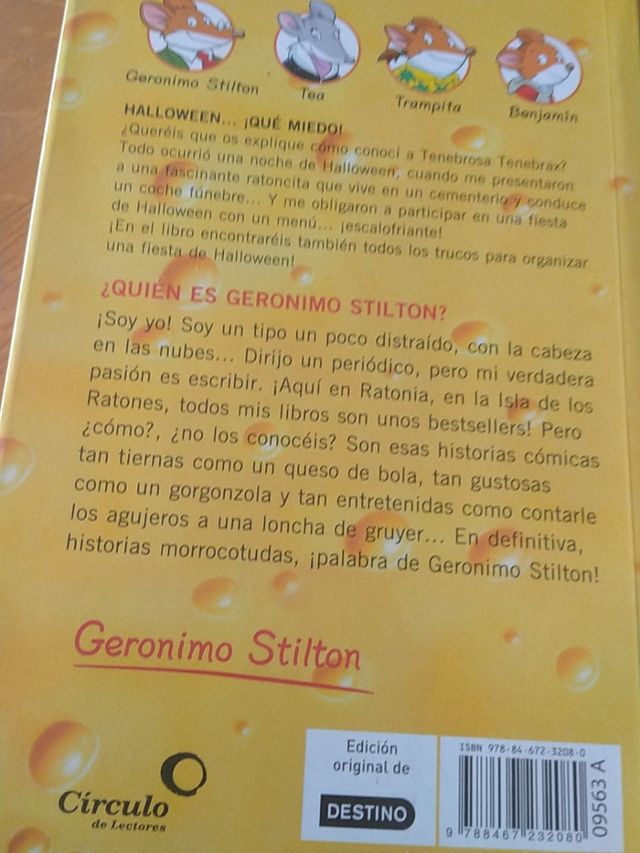 Geronimo Stilton
Tea
Trampita
Benjamín
HALLOWEEN... ¡QUÉ MIEDO!
¿Queréis que os explique cómo conocí a Tenebrosa Tenebrax?
Todo ocurrió una noche de Halloween, cuando me presentaron
a una fascinante ratoncita que vive en un cementerio y conduce
un coche fúnebre... Y me obligaron a participar en una fiesta
de Halloween con un menú... ¡escalofriante!
¡En el libro encontraréis también todos los trucos para organizar
una fiesta de Halloween!
¿QUIÉN ES GERONIMO STILTON?
¡Soy yo! Soy un tipo un poco distraído, con la cabeza
en las nubes... Dirijo un periódico, pero mi verdadera
pasión es escribir. ¡Aquí en Ratonia, en la Isla de los
Ratones, todos mis libros son unos bestsellers! Pero
¿cómo?, ¿no los conocéis? Son esas historias cómicas
tan tiernas como un queso de bola, tan gustosas
como un gorgonzola y tan entretenidas como contarle
los agujeros a una loncha de gruyer... En definitiva,
historias morrocotudas, ¡palabra de Geronimo Stilton!
Geronimo Stilton
Círculo
de Lectores
Edición
original de
DESTINO
ISBN 978-84-672-3208-0
9 788467 232080
09563 A